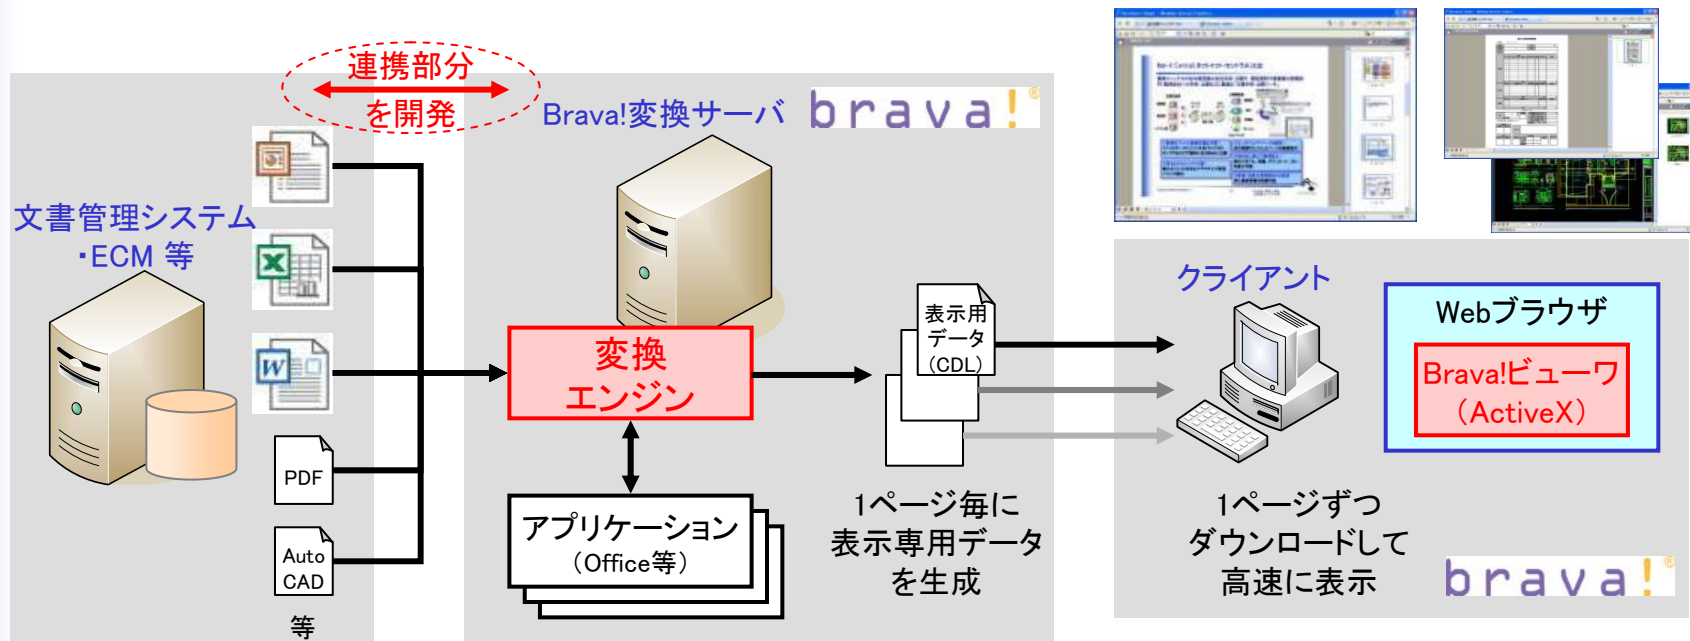 連携部分
を開発
文書管理システム
・ECM 等
PDF
Auto
CAD
等
Brava!変換サーバ
brava!®
変換
エンジン
アプリケーション
(Office等)
表示用
データ
(CDL)
1ページ毎に
表示専用データ
を生成
クライアント
Webブラウザ
Brava!ビューワ
(ActiveX)
1ページずつ
ダウンロードして
高速に表示
brava!®